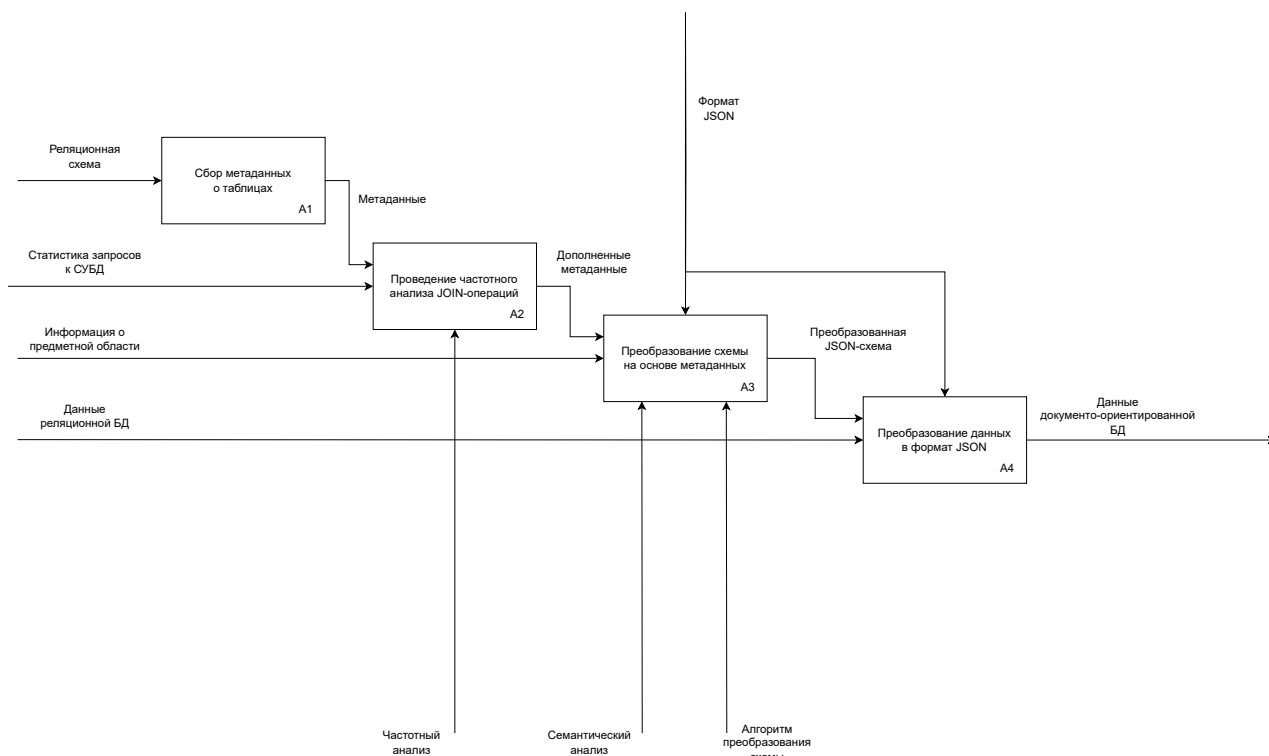 Формат
JSON
Реляционная
схема
Сбор метаданных
о таблицах
A1
Метаданные
Статистика запросов
к СУБД
Проведение частотного
анализа JOIN-операций
A2
Дополненные
метаданные
Информация о
предметной области
Преобразование схемы
на основе метаданных
A3
Преобразованная
JSON-схема
Данные
реляционной БД
Преобразование данных
в формат JSON
A4
Данные
документо-ориентированной
БД
Частотный
анализ
Семантический
анализ
Алгоритм
преобразования
схемы